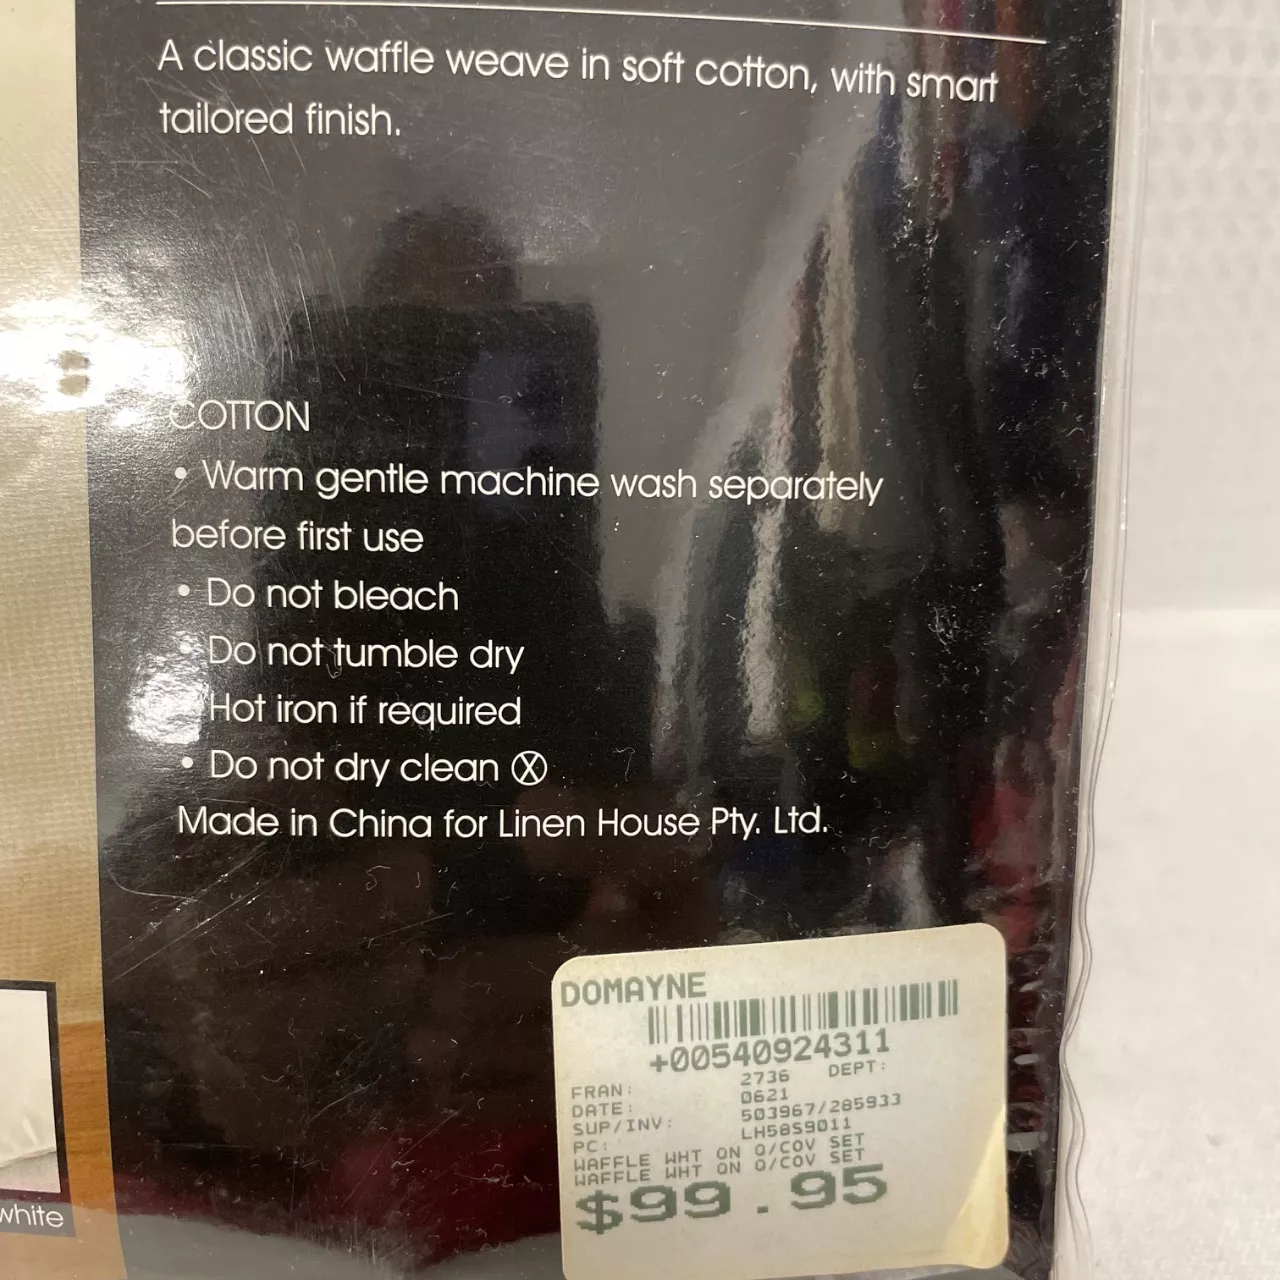 A classic waffle weave in soft cotton, with smart
tailored finish.
COTTON
• Warm gentle machine wash separately
before first use
• Do not bleach
• Do not tumble dry
Hot iron if required
• Do not dry clean Ⓧ
Made in China for Linen House Pty. Ltd.
DOMAYNE
+00540924311
FRAN: 2736 DEPT:
DATE: 0621
SUP/INV: 503967/285933
PC: LH58S9011
WAFFLE WHT QN Q/COV SET
WAFFLE WHT QN Q/COV SET
$99.95
white